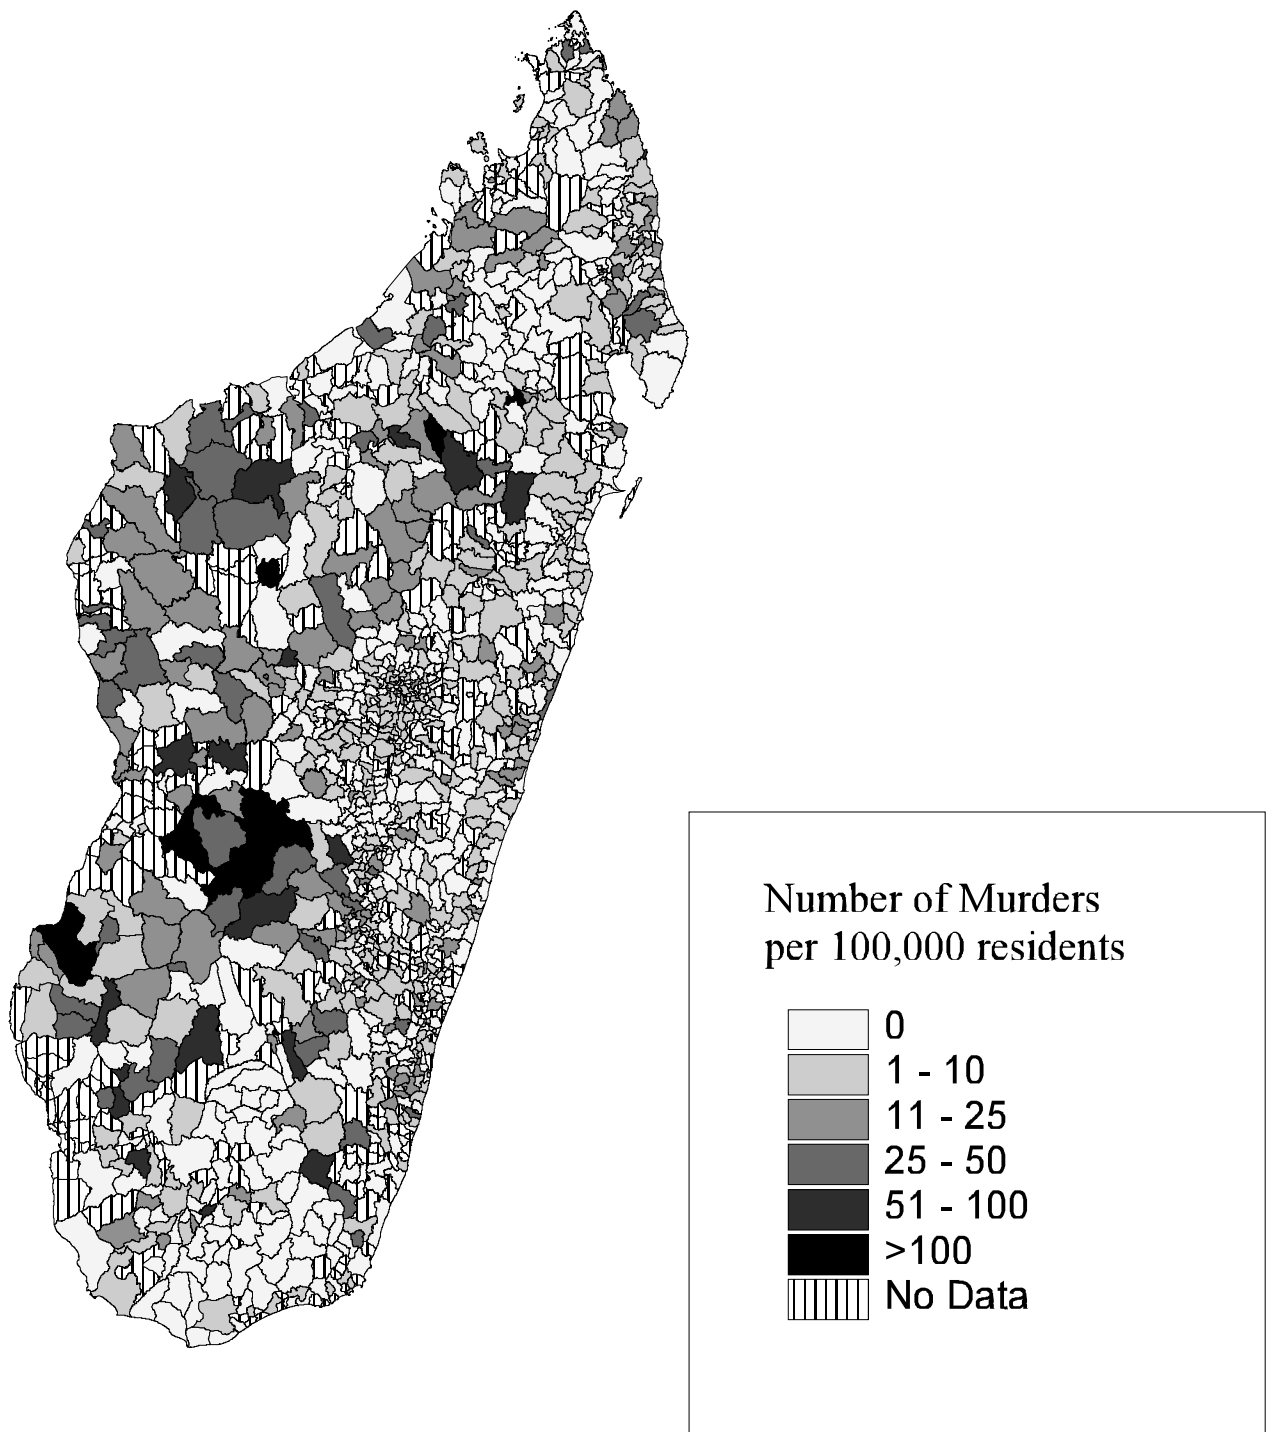 Number of Murders
per 100,000 residents
0
1 - 10
11 - 25
25 - 50
51 - 100
>100
No Data